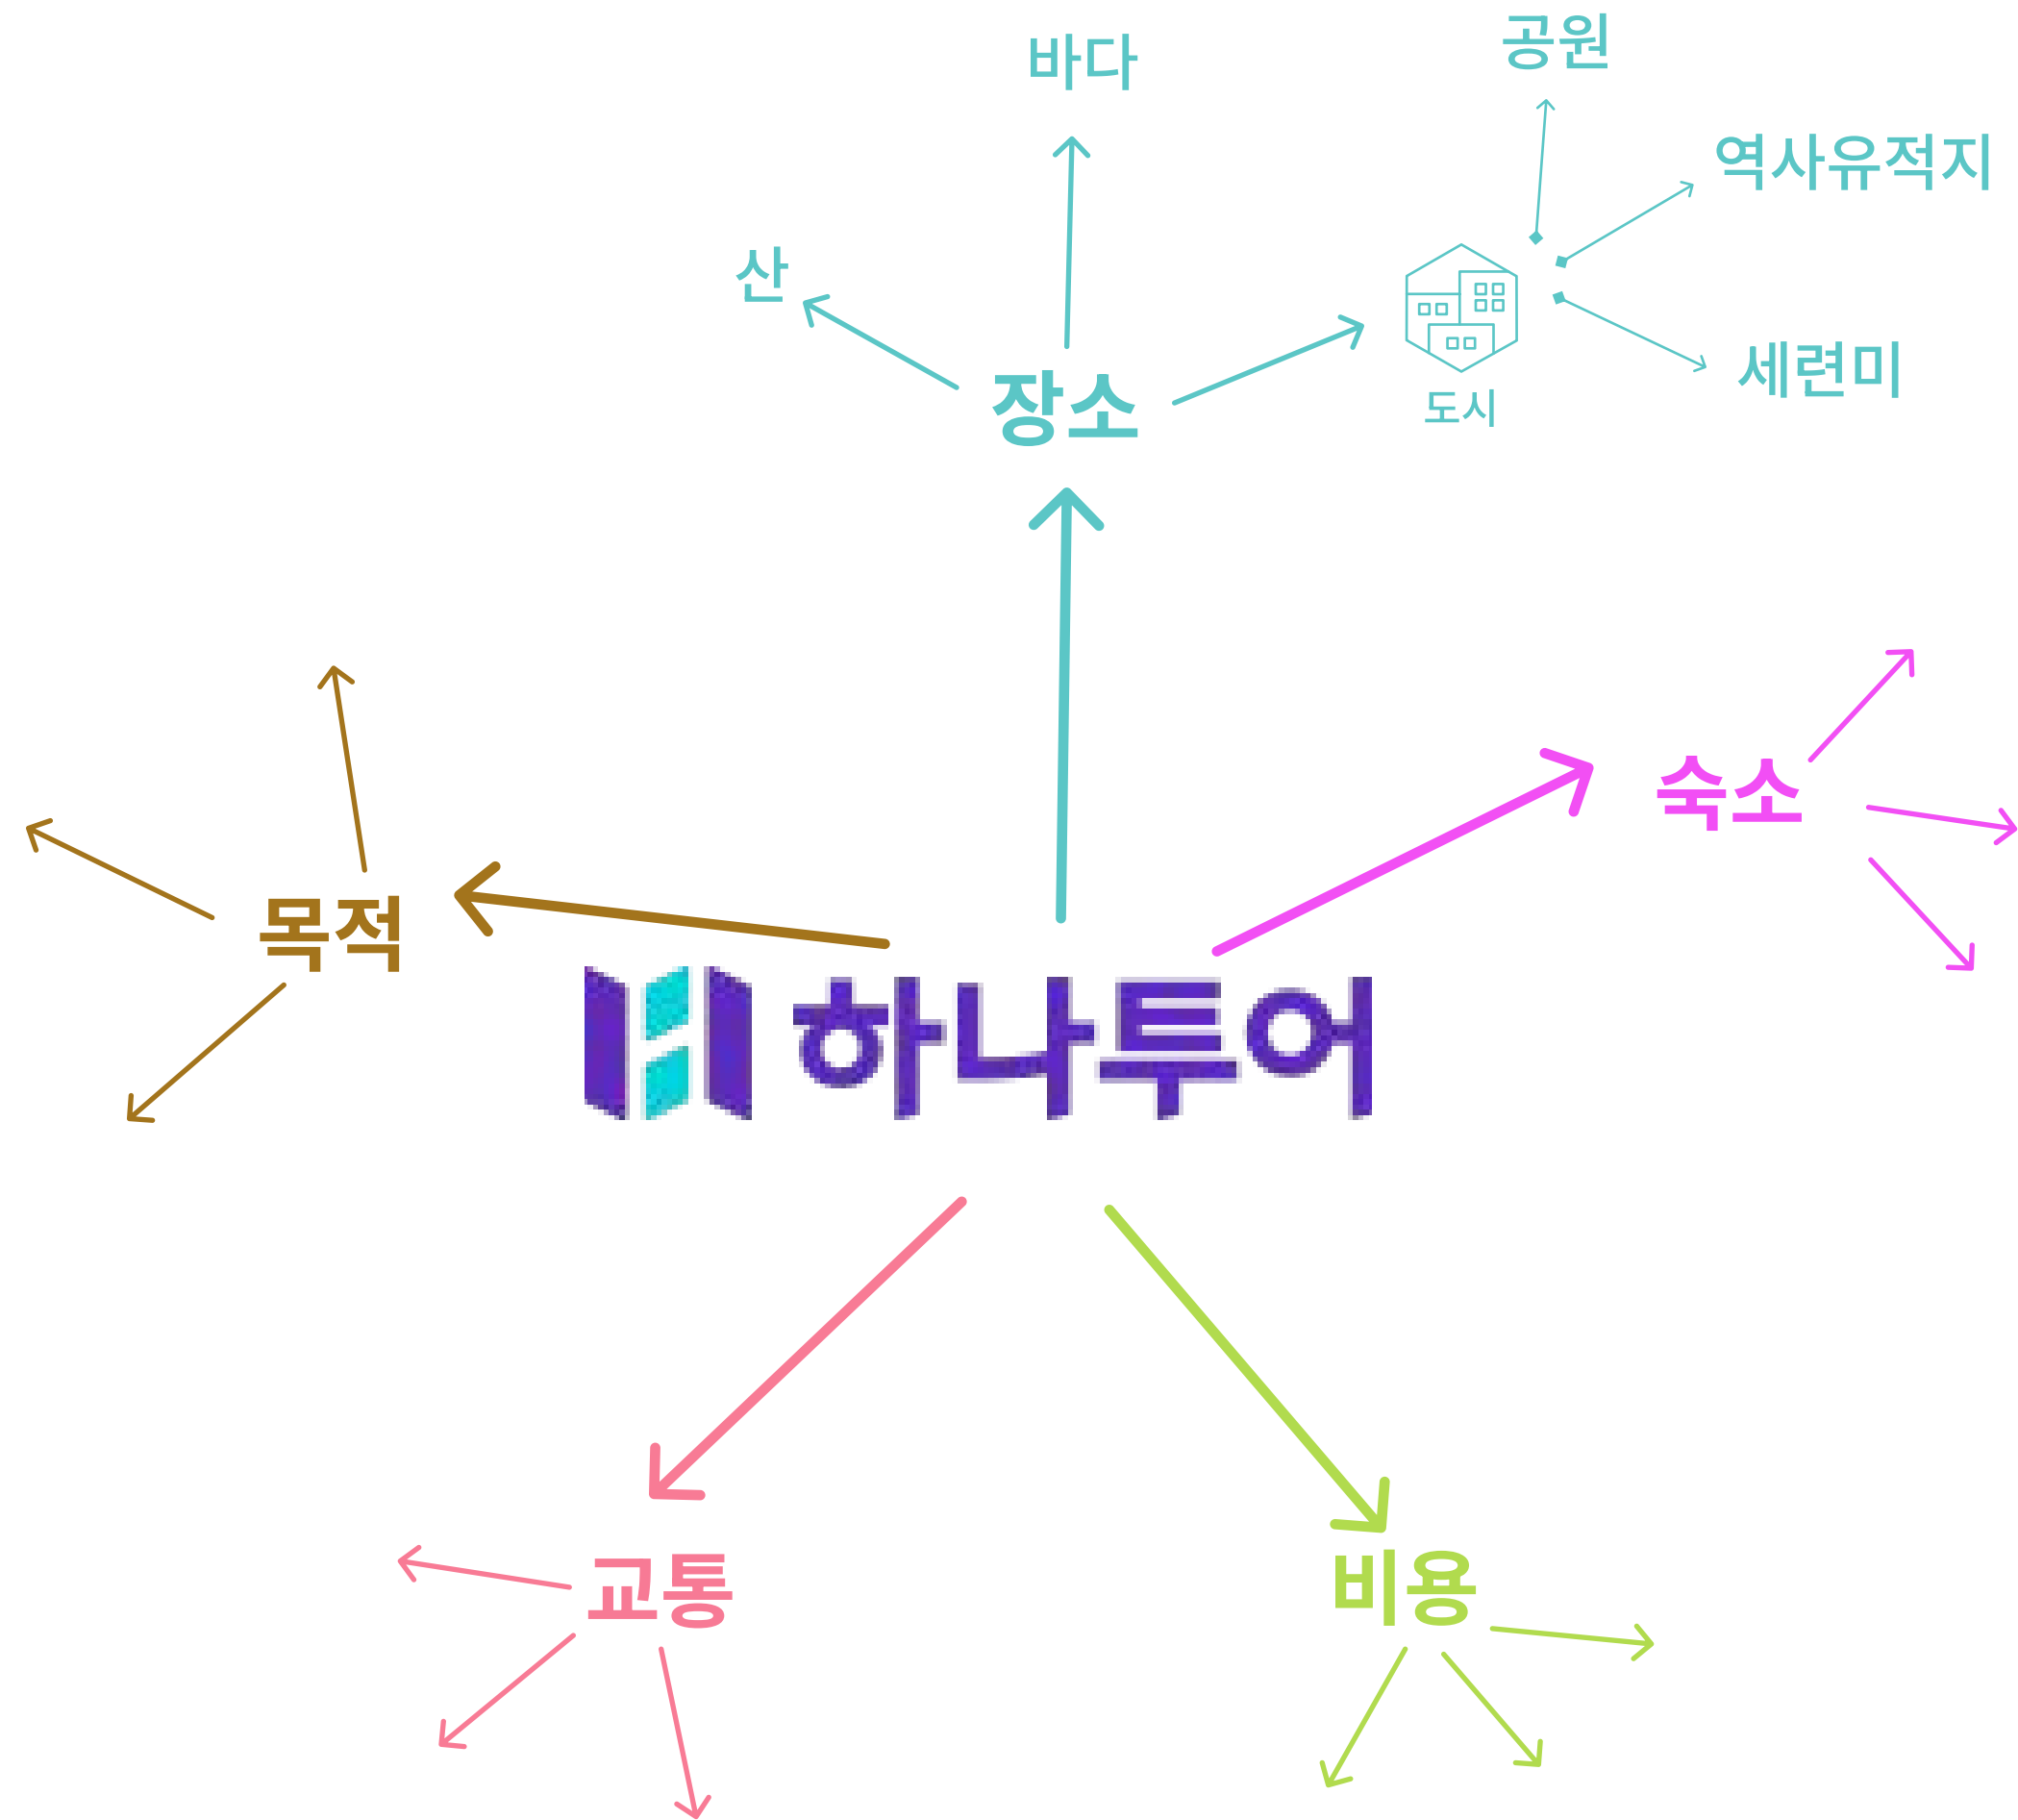 공원
바다
역사유적지
산
세련미
도시
장소
숙소
목적
하나투어
교통
비용